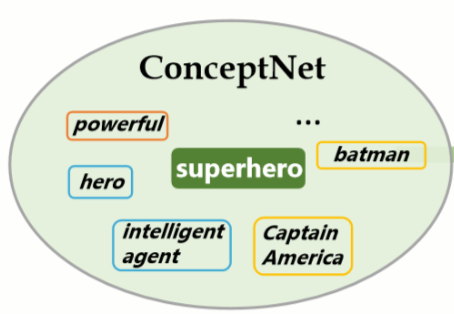 ConceptNet
powerful
...
batman
superhero
hero
intelligent
agent
Captain
America